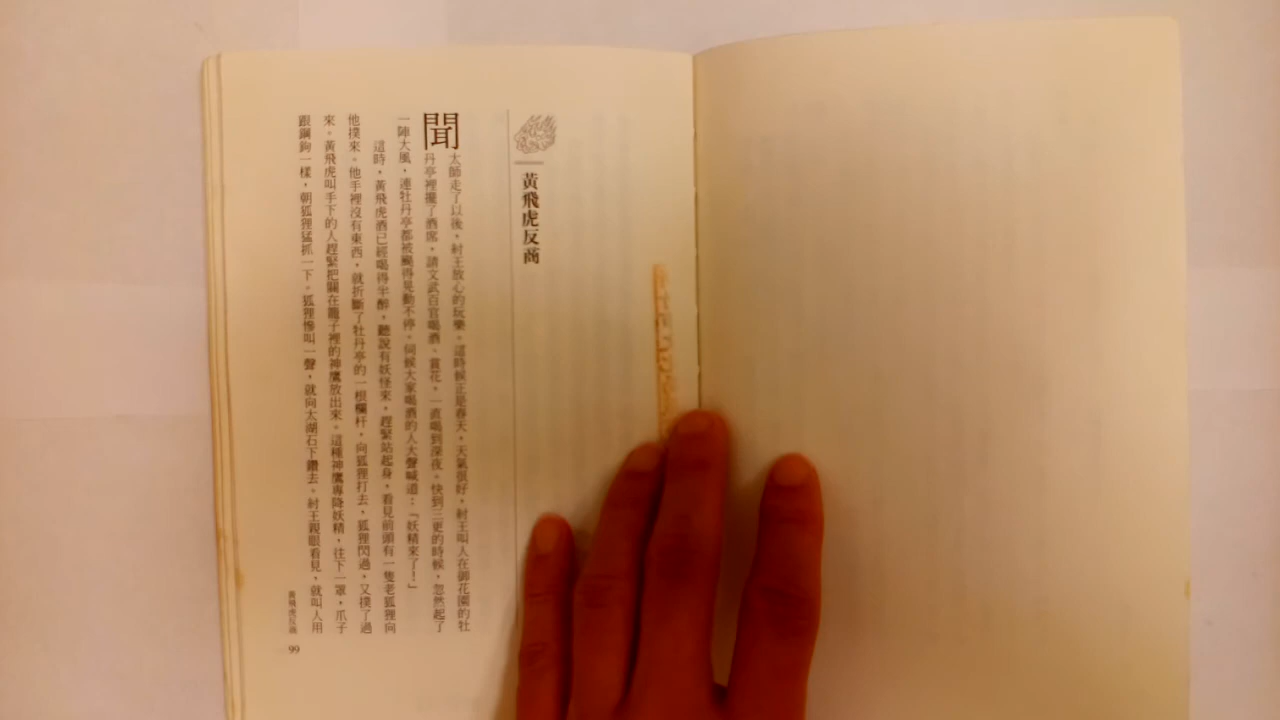 黃飛虎反商
聞太師走了以後，紂王放心的玩樂。這時候正是春天，天氣很好，紂王叫人在御花園的牡
丹亭裡擺了酒席，請文武百官喝酒、賞花，一直喝到深夜。快到三更的時候，忽然起了
一陣大風，連牡丹亭都被颳得晃動不停。伺候大家喝酒的人大聲喊道：「妖精來了！」
這時，黃飛虎酒已經喝得半醉，聽說有妖怪來，趕緊站起身，看見前頭有一隻老狐狸向
他撲來。他手裡沒有東西，就折斷了牡丹亭的一根欄杆，向狐狸打去，狐狸閃過，又撲了過
來。黃飛虎叫手下的人趕緊把關在籠子裡的神鷹放出來。這種神鷹專降妖精，往下一罩，爪子
跟鋼鉤一樣，朝狐狸猛抓一下。狐狸慘叫一聲，就向太湖石下鑽去。紂王親眼看見，就叫人用
黃飛虎反商
99